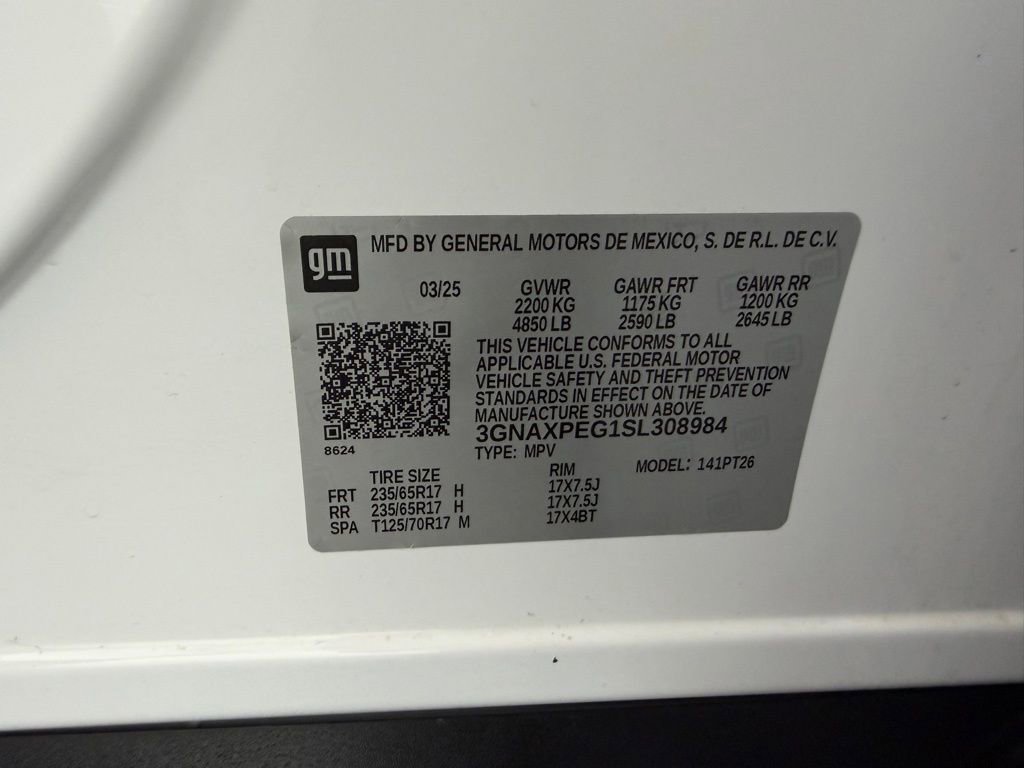 gm
MFD BY GENERAL MOTORS DE MEXICO, S. DE R.L. DE C.V.
03/25 GVWR GAWR FRT GAWR RR
2200 KG 1175 KG 1200 KG
4850 LB 2590 LB 2645 LB
THIS VEHICLE CONFORMS TO ALL
APPLICABLE U.S. FEDERAL MOTOR
VEHICLE SAFETY AND THEFT PREVENTION
STANDARDS IN EFFECT ON THE DATE OF
MANUFACTURE SHOWN ABOVE.
3GNAXPEG1SL308984
8624
TYPE: MPV MODEL: 141PT26
TIRE SIZE RIM
FRT 235/65R17 H 17X7.5J
RR 235/65R17 H 17X7.5J
SPA T125/70R17 M 17X4BT